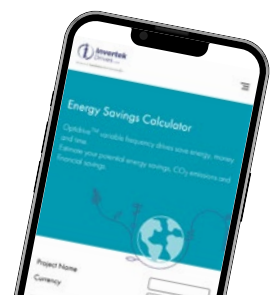 invertek
Drives Ltd
Energy Savings Calculator
Optidrive™ variable frequency drives save energy, money
and time.
Estimate your potential energy savings, CO₂ emissions and
financial savings.
Project Name
Currency